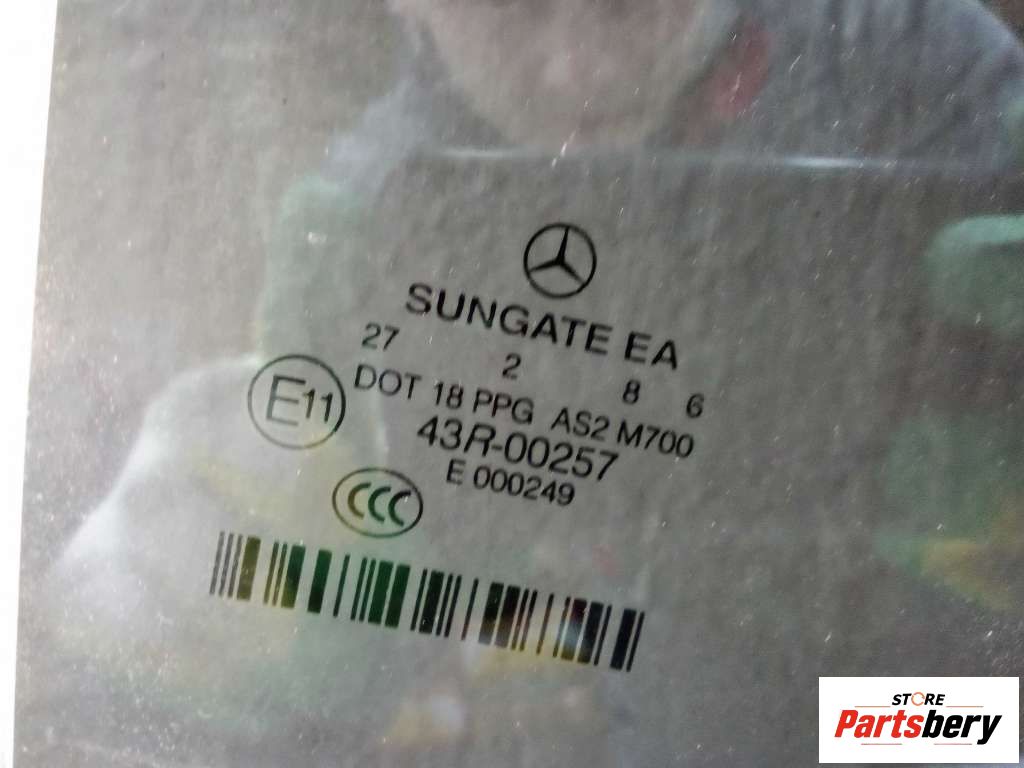 SUNGATE EA
27 2 8 6
E11
DOT 18 PPG AS2 M700
43R-00257
E 000249
CCC
STORE
Partsbery